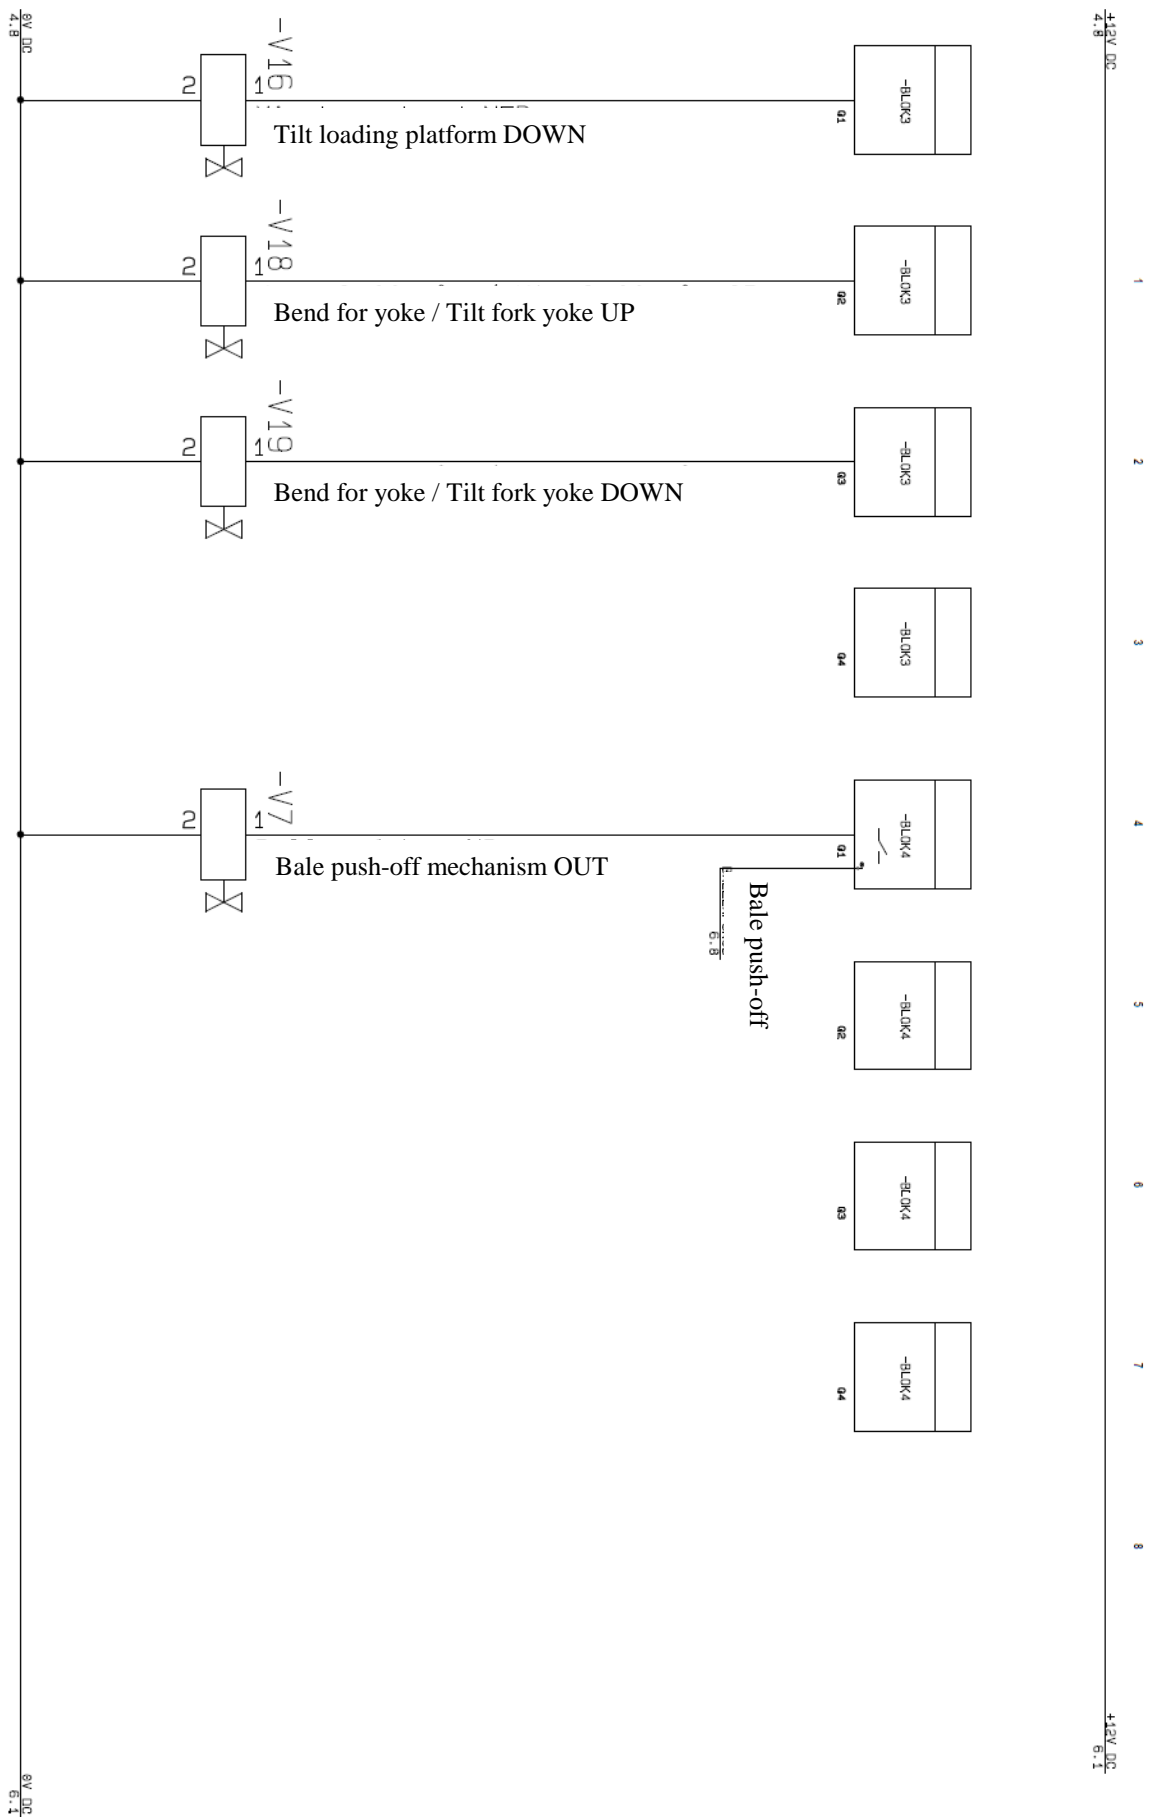 0V DC
4.8
+12V DC
4.8
-V16
2
1
Tilt loading platform DOWN
-BLOK3
Q1
-V18
2
1
Bend for yoke / Tilt fork yoke UP
-BLOK3
Q2
1
-V19
2
1
Bend for yoke / Tilt fork yoke DOWN
-BLOK3
Q3
2
-BLOK3
Q4
3
-V7
2
1
Bale push-off mechanism OUT
-BLOK4
Q1
4
Bale push-off
6.8
-BLOK4
Q2
5
-BLOK4
Q3
6
-BLOK4
Q4
7
8
+12V DC
6.1
0V DC
6.1